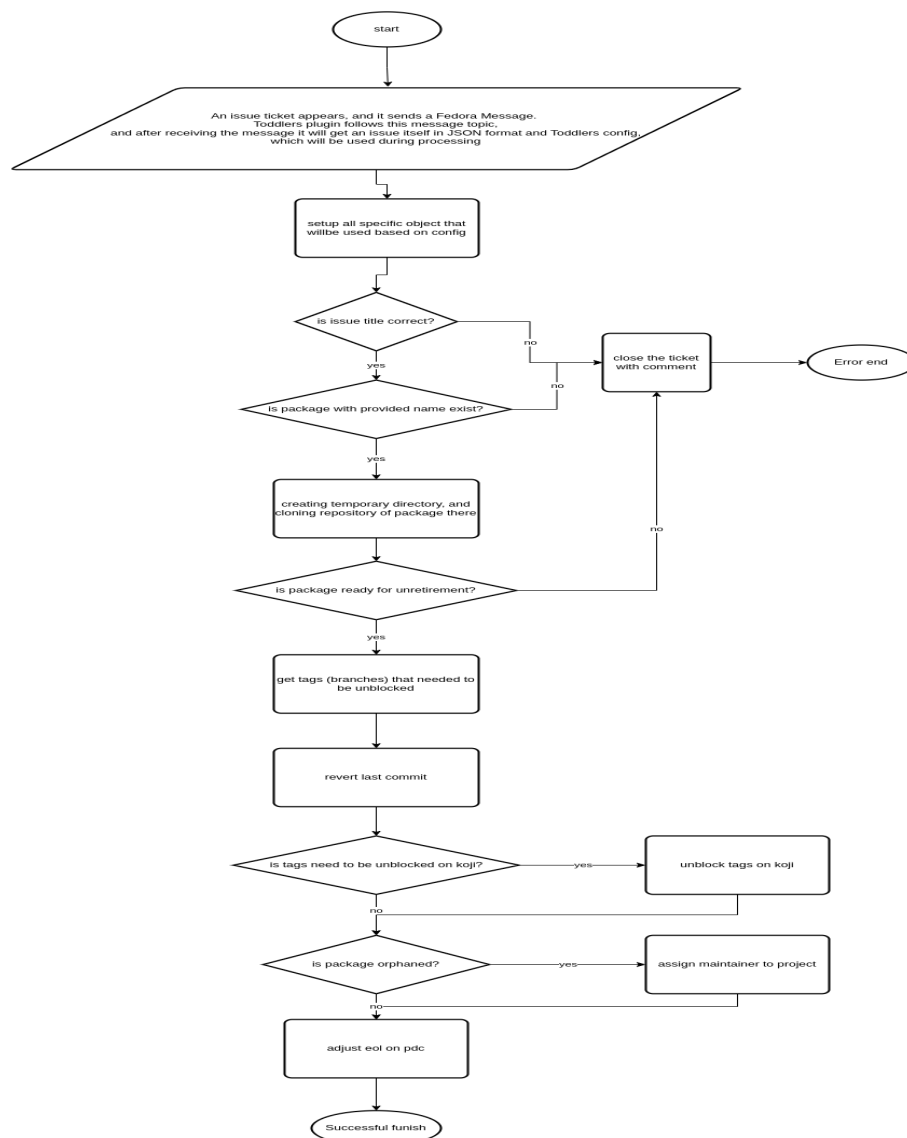 start
An issue ticket appears, and it sends a Fedora Message.
Toddlers plugin follows this message topic,
and after receiving the message it will get an issue itself in JSON format and Toddlers config,
which will be used during processing
setup all specific object that
willbe used based on config
is issue title correct?
no
close the ticket
with comment
Error end
yes
no
is package with provided name exist?
yes
creating temporary directory, and
cloning repository of package there
no
is package ready for unretirement?
yes
get tags (branches) that needed to
be unblocked
revert last commit
is tags need to be unblocked on koji?
yes
unblock tags on koji
no
is package orphaned?
yes
assign maintainer to project
no
adjust eol on pdc
Successful funish